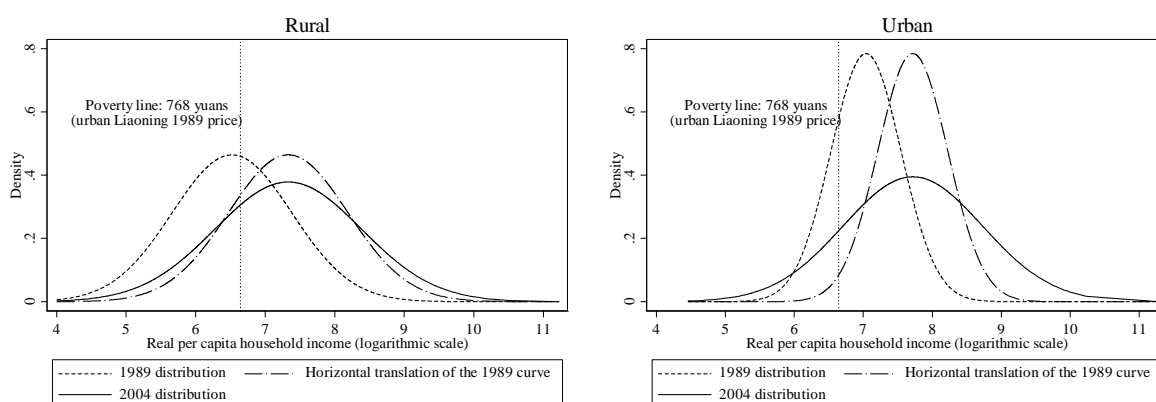 Rural
.8
.6
.4
.2
0
Density
Poverty line: 768 yuans
(urban Liaoning 1989 price)
4 5 6 7 8 9 10 11
Real per capita household income (logarithmic scale)
1989 distribution
Horizontal translation of the 1989 curve
2004 distribution
Urban
.8
.6
.4
.2
0
Density
Poverty line: 768 yuans
(urban Liaoning 1989 price)
4 5 6 7 8 9 10 11
Real per capita household income (logarithmic scale)
1989 distribution
Horizontal translation of the 1989 curve
2004 distribution